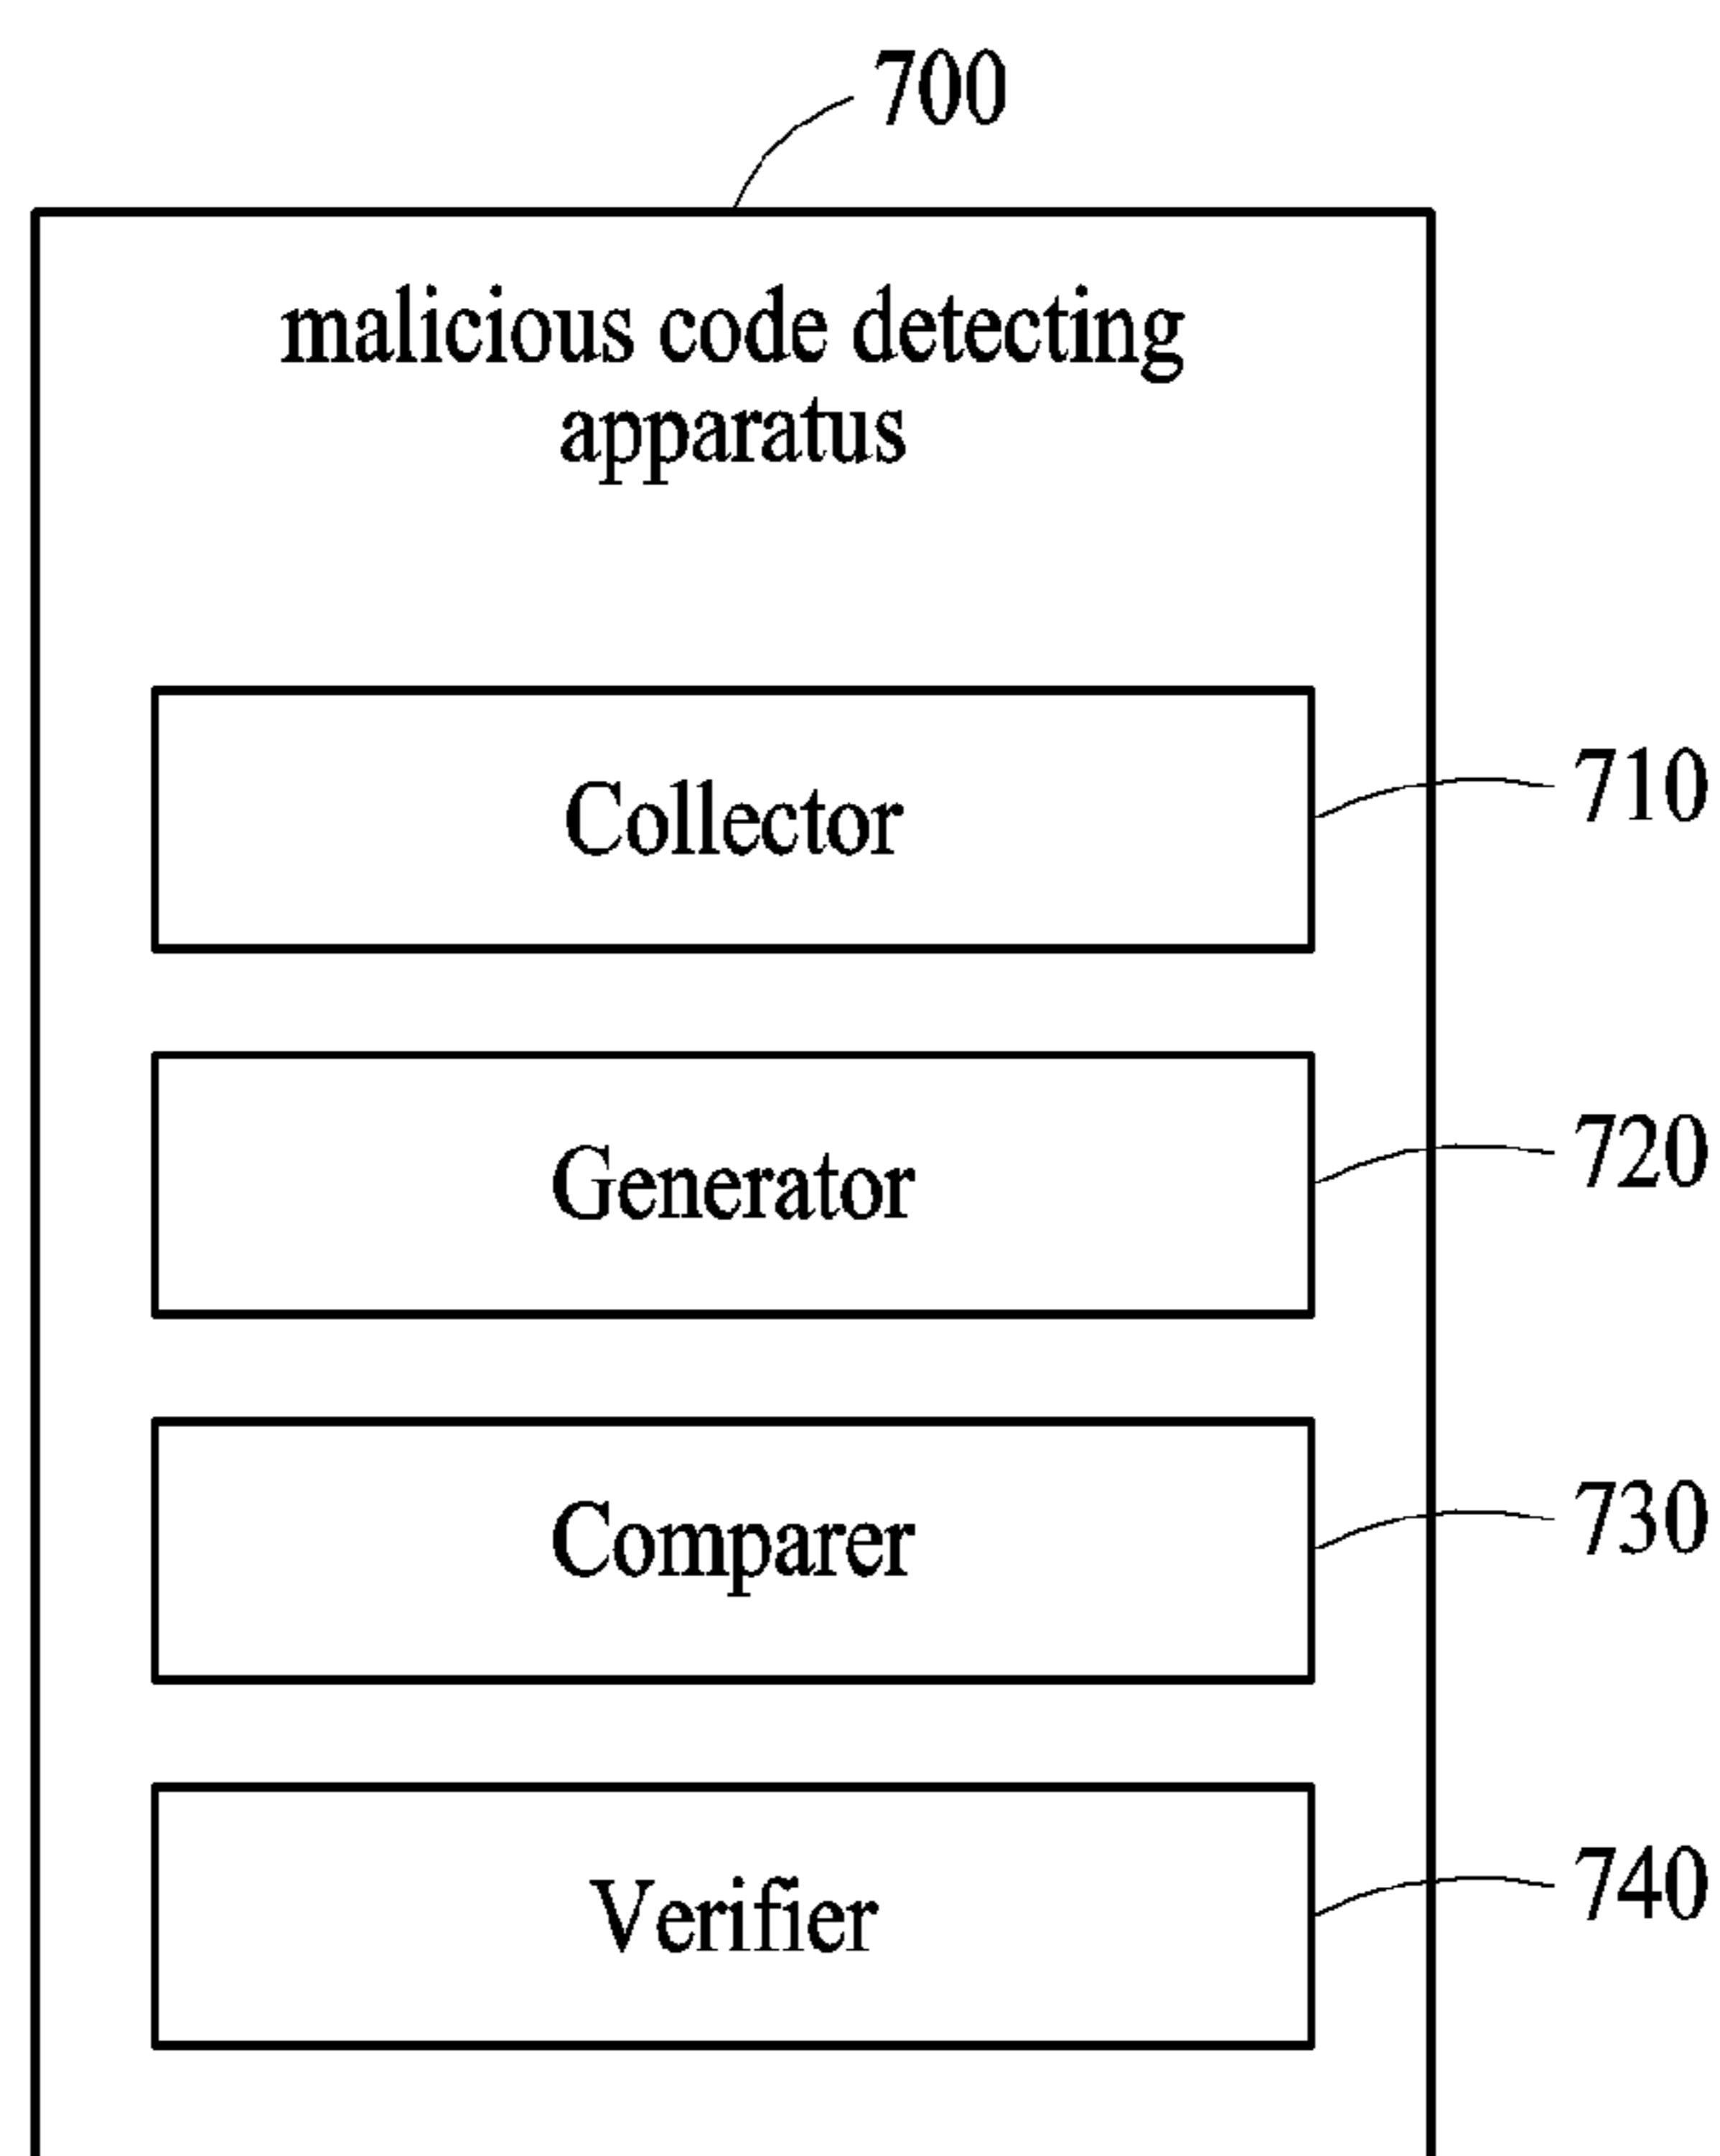 700
malicious code detecting
apparatus
Collector
710
Generator
720
Comparer
730
Verifier
740